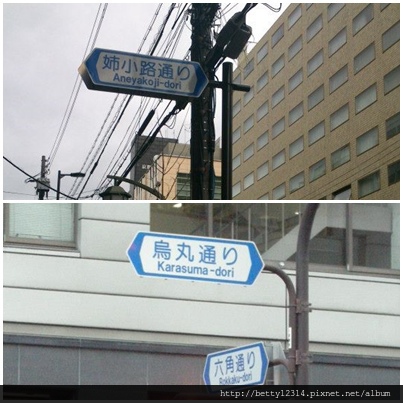 姉小路通り
Aneyakoji-dori
烏丸通り
Karasuma-dori
六角通り
Rokkaku-dori
http://betty12314.pixnet.net/album